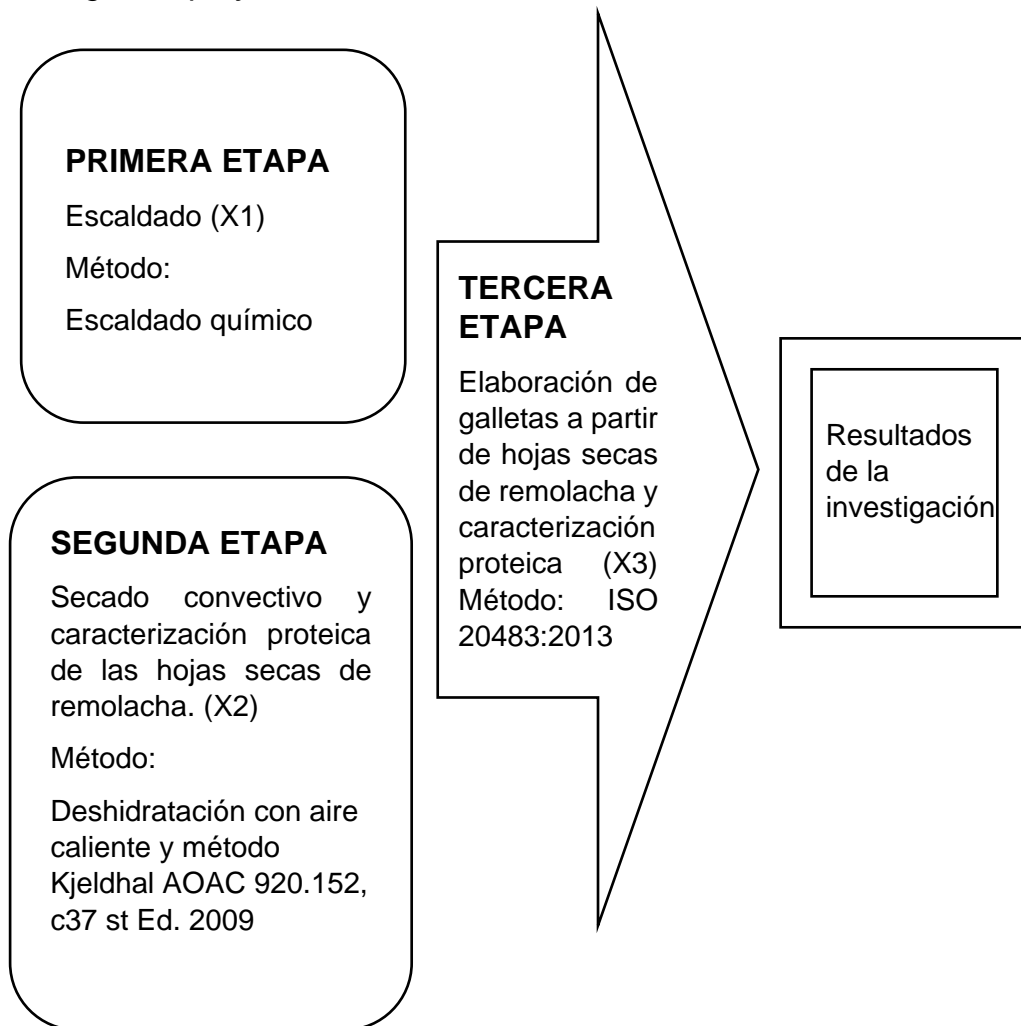 PRIMERA ETAPA
Escaldado (X1)
Método:
Escaldado químico
SEGUNDA ETAPA
Secado convectivo y
caracterización proteica
de las hojas secas de
remolacha. (X2)
Método:
Deshidratación con aire
caliente y método
Kjeldhal AOAC 920.152,
c37 st Ed. 2009
TERCERA
ETAPA
Elaboración de
galletas a partir
de hojas secas
de remolacha y
caracterización
proteica (X3)
Método: ISO
20483:2013
Resultados
de la
investigación